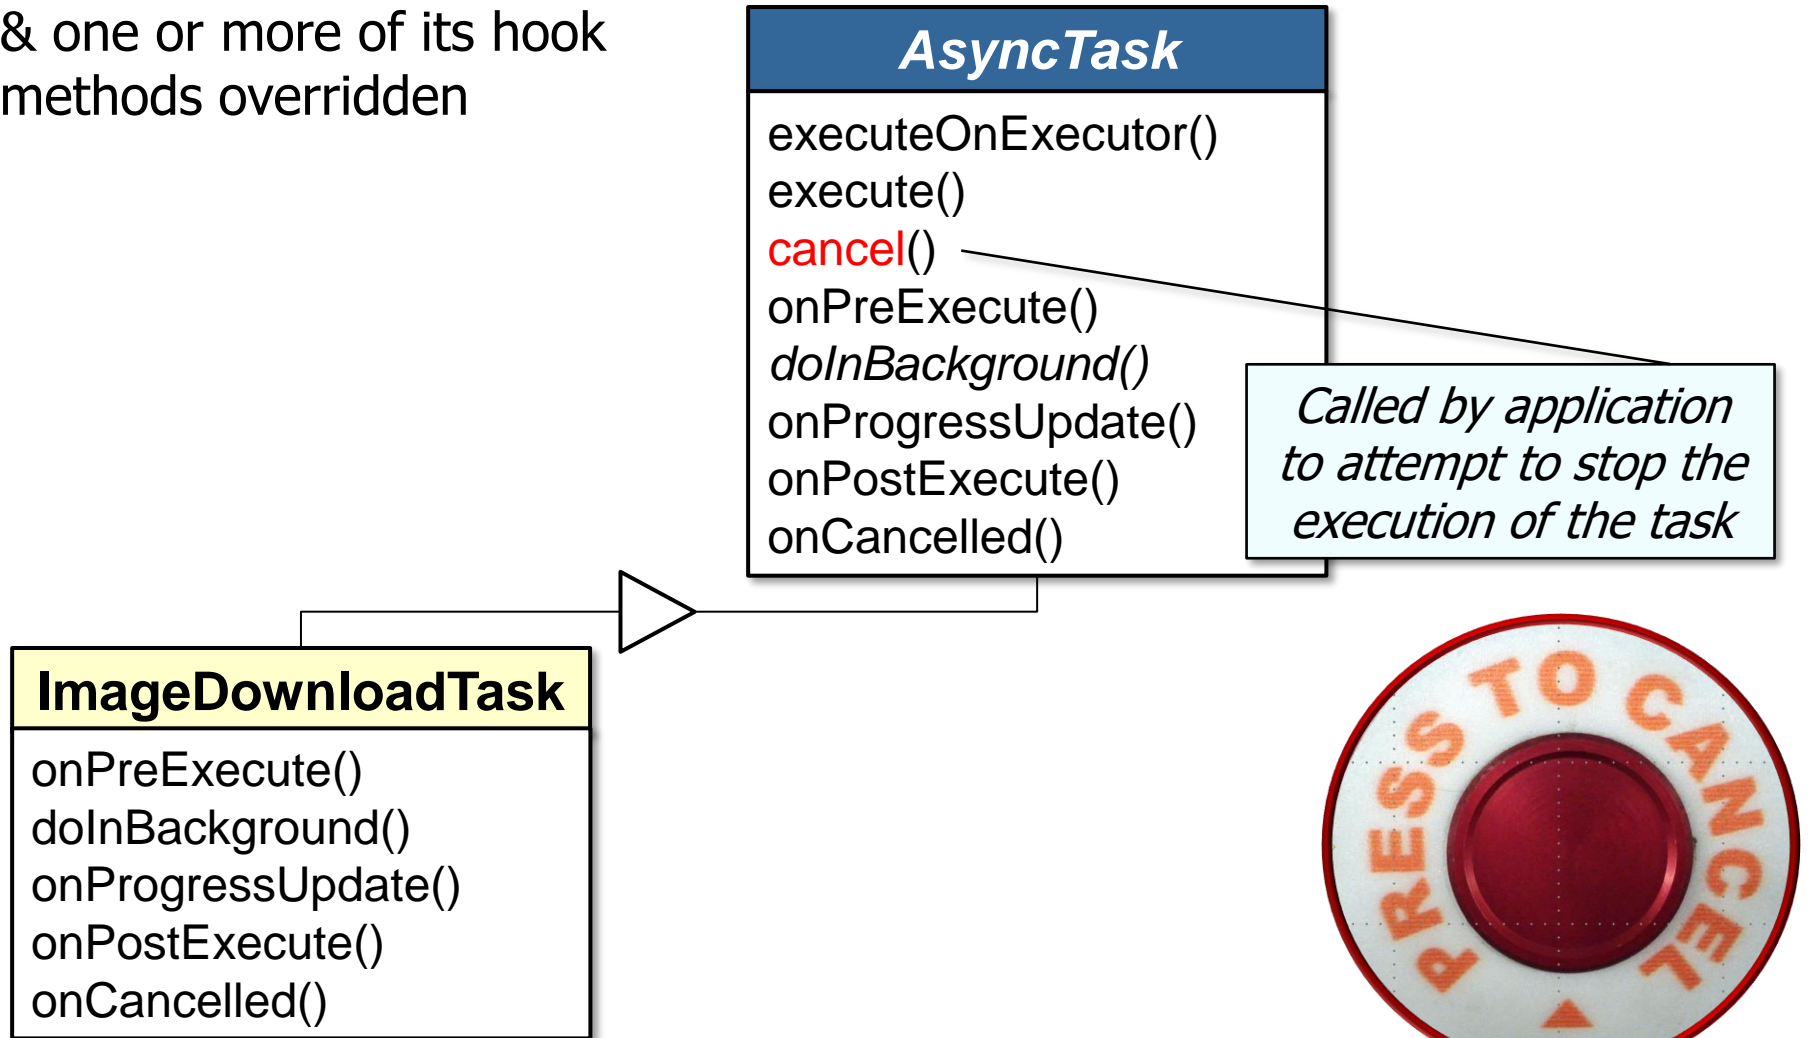 & one or more of its hook
methods overridden
AsyncTask
executeOnExecutor()
execute()
cancel()
onPreExecute()
doInBackground()
onProgressUpdate()
onPostExecute()
onCancelled()
Called by application
to attempt to stop the
execution of the task
ImageDownloadTask
onPreExecute()
doInBackground()
onProgressUpdate()
onPostExecute()
onCancelled()
PRESS TO CANCEL